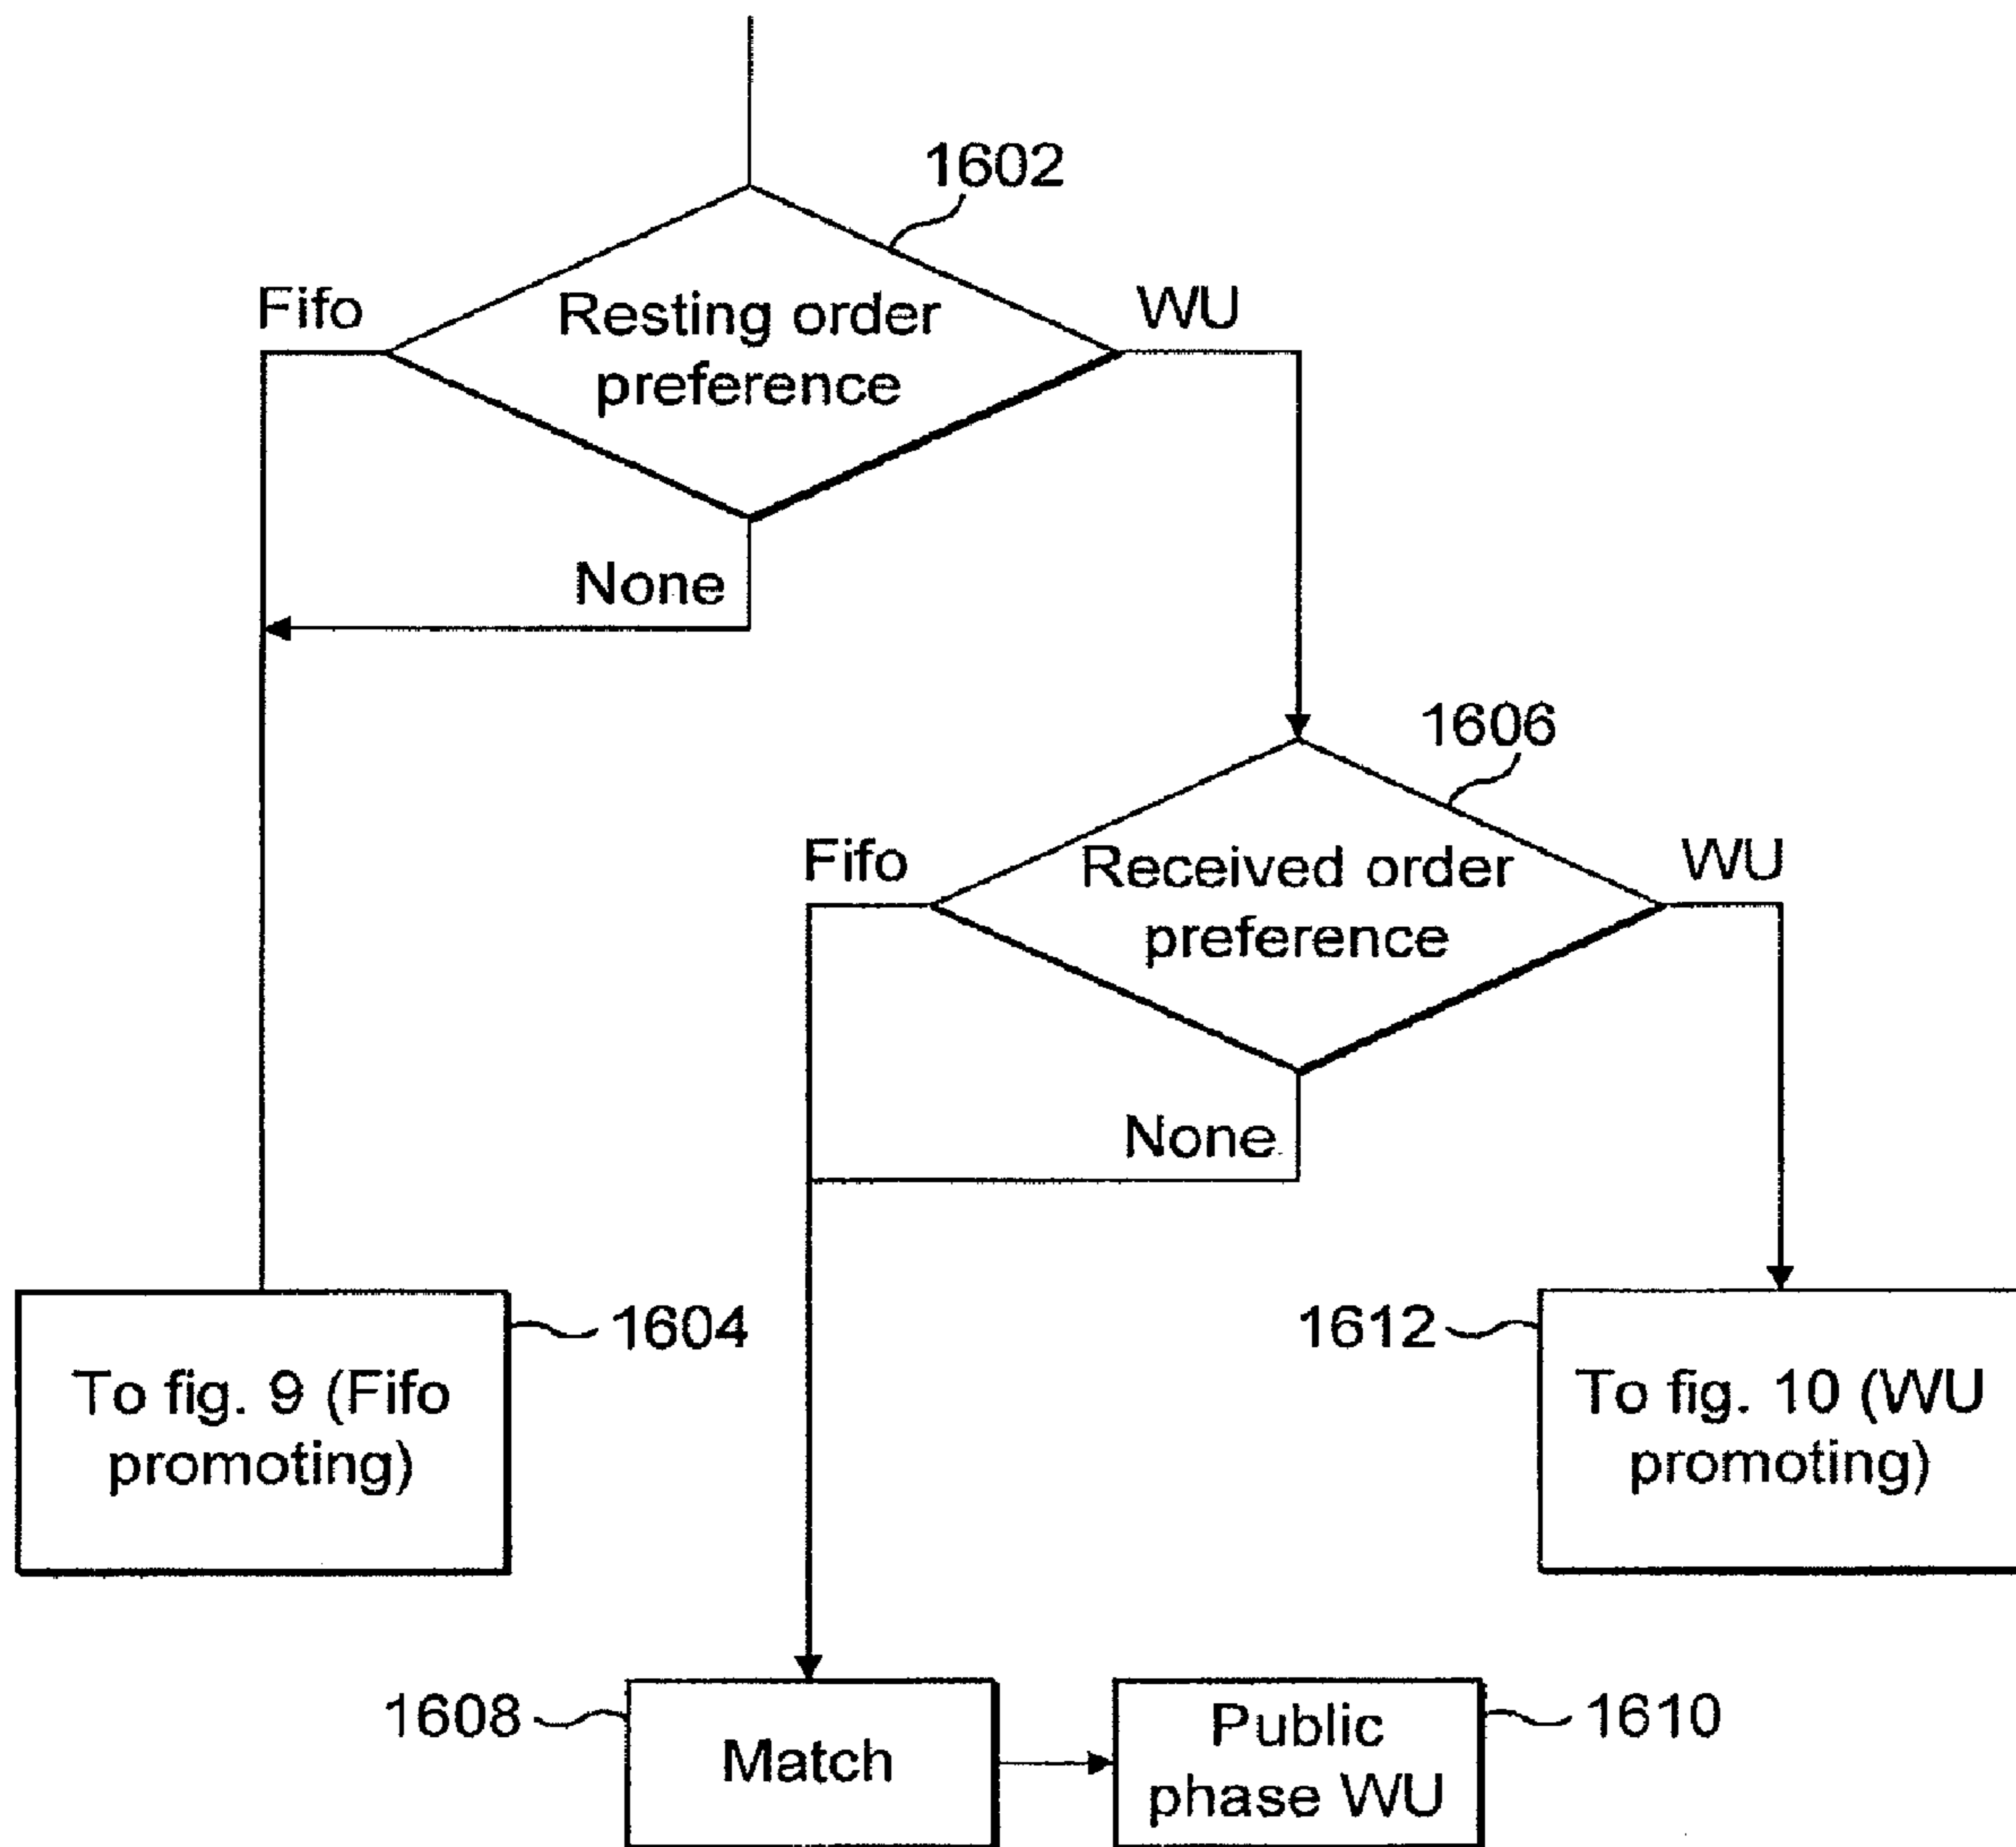 1602
Fifo
Resting order
preference
WU
None
1606
Fifo
Received order
preference
WU
None
1604
To fig. 9 (Fifo
promoting)
1612
To fig. 10 (WU
promoting)
1608
Match
Public
phase WU
1610